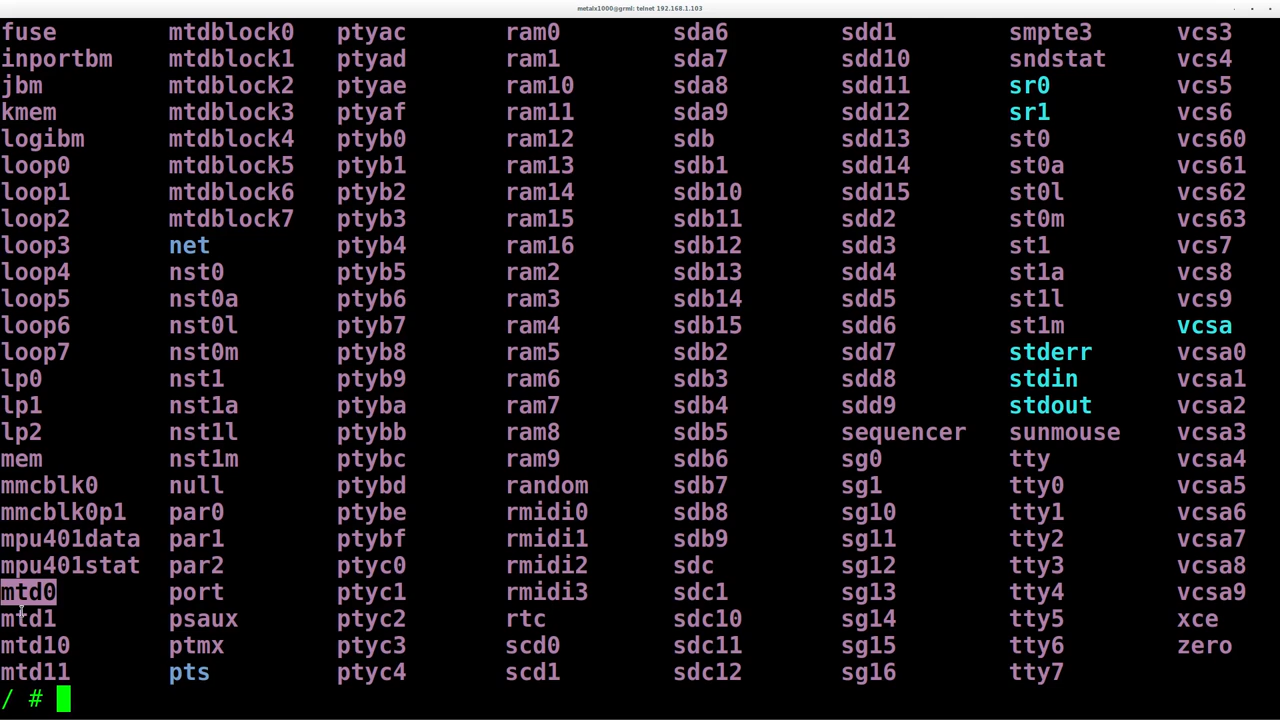 metalx1000@grml: telnet 192.168.1.103
fuse mtdblock0 ptyac ram0 sda6 sdd1 smpte3 vcs3
inportbm mtdblock1 ptyad ram1 sda7 sdd10 sndstat vcs4
jbm mtdblock2 ptyae ram10 sda8 sdd11 sr0 vcs5
kmem mtdblock3 ptyaf ram11 sda9 sdd12 sr1 vcs6
logibm mtdblock4 ptyb0 ram12 sdb sdd13 st0 vcs60
loop0 mtdblock5 ptyb1 ram13 sdb1 sdd14 st0a vcs61
loop1 mtdblock6 ptyb2 ram14 sdb10 sdd15 st0l vcs62
loop2 mtdblock7 ptyb3 ram15 sdb11 sdd2 st0m vcs63
loop3 net ptyb4 ram16 sdb12 sdd3 st1 vcs7
loop4 nst0 ptyb5 ram2 sdb13 sdd4 st1a vcs8
loop5 nst0a ptyb6 ram3 sdb14 sdd5 st1l vcs9
loop6 nst0l ptyb7 ram4 sdb15 sdd6 st1m vcsa
loop7 nst0m ptyb8 ram5 sdb2 sdd7 stderr vcsa0
lp0 nst1 ptyb9 ram6 sdb3 sdd8 stdin vcsa1
lp1 nst1a ptyba ram7 sdb4 sdd9 stdout vcsa2
lp2 nst1l ptybb ram8 sdb5 sequencer sunmouse vcsa3
mem nst1m ptybc ram9 sdb6 sg0 tty vcsa4
mmcblk0 null ptybd random sdb7 sg1 tty0 vcsa5
mmcblk0p1 par0 ptybe rmidi0 sdb8 sg10 tty1 vcsa6
mpu401data par1 ptybf rmidi1 sdb9 sg11 tty2 vcsa7
mpu401stat par2 ptyc0 rmidi2 sdc sg12 tty3 vcsa8
mtd0 port ptyc1 rmidi3 sdc1 sg13 tty4 vcsa9
mtd1 psaux ptyc2 rtc sdc10 sg14 tty5 xce
mtd10 ptmx ptyc3 scd0 sdc11 sg15 tty6 zero
mtd11 pts ptyc4 scd1 sdc12 sg16 tty7
/ #